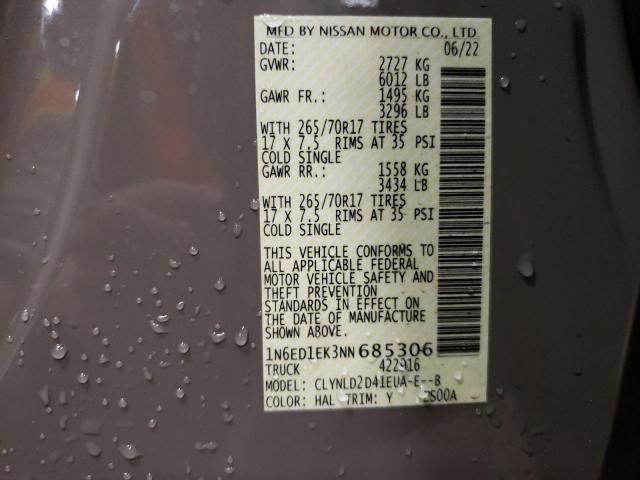 MFD BY NISSAN MOTOR CO., LTD.
DATE: 06/22
GVWR: 2727 KG
6012 LB
GAWR FR.: 1495 KG
3296 LB
WITH 265/70R17 TIRES
17 X 7.5 RIMS AT 35 PSI
COLD SINGLE
GAWR RR.: 1558 KG
3434 LB
WITH 265/70R17 TIRES
17 X 7.5 RIMS AT 35 PSI
COLD SINGLE
THIS VEHICLE CONFORMS TO
ALL APPLICABLE FEDERAL
MOTOR VEHICLE SAFETY AND
THEFT PREVENTION
STANDARDS IN EFFECT ON
THE DATE OF MANUFACTURE
SHOWN ABOVE.
1N6ED1EK3NN685306
TRUCK 422916
MODEL: CLYNLD2D41EUA-E--B
COLOR: HAL TRIM: Y 2S00A